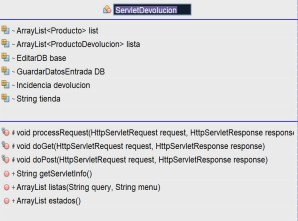 ServletDevolucion
- ArrayList<Producto> list
- ArrayList<ProductoDevolucion> lista
- EditarDB base
- GuardarDatosEntrada DB
- Incidencia devolucion
- String tienda
# void processRequest(HttpServletRequest request, HttpServletResponse response
# void doGet(HttpServletRequest request, HttpServletResponse response)
# void doPost(HttpServletRequest request, HttpServletResponse response)
+ String getServletInfo()
+ ArrayList listas(String query, String menu)
+ ArrayList estados()